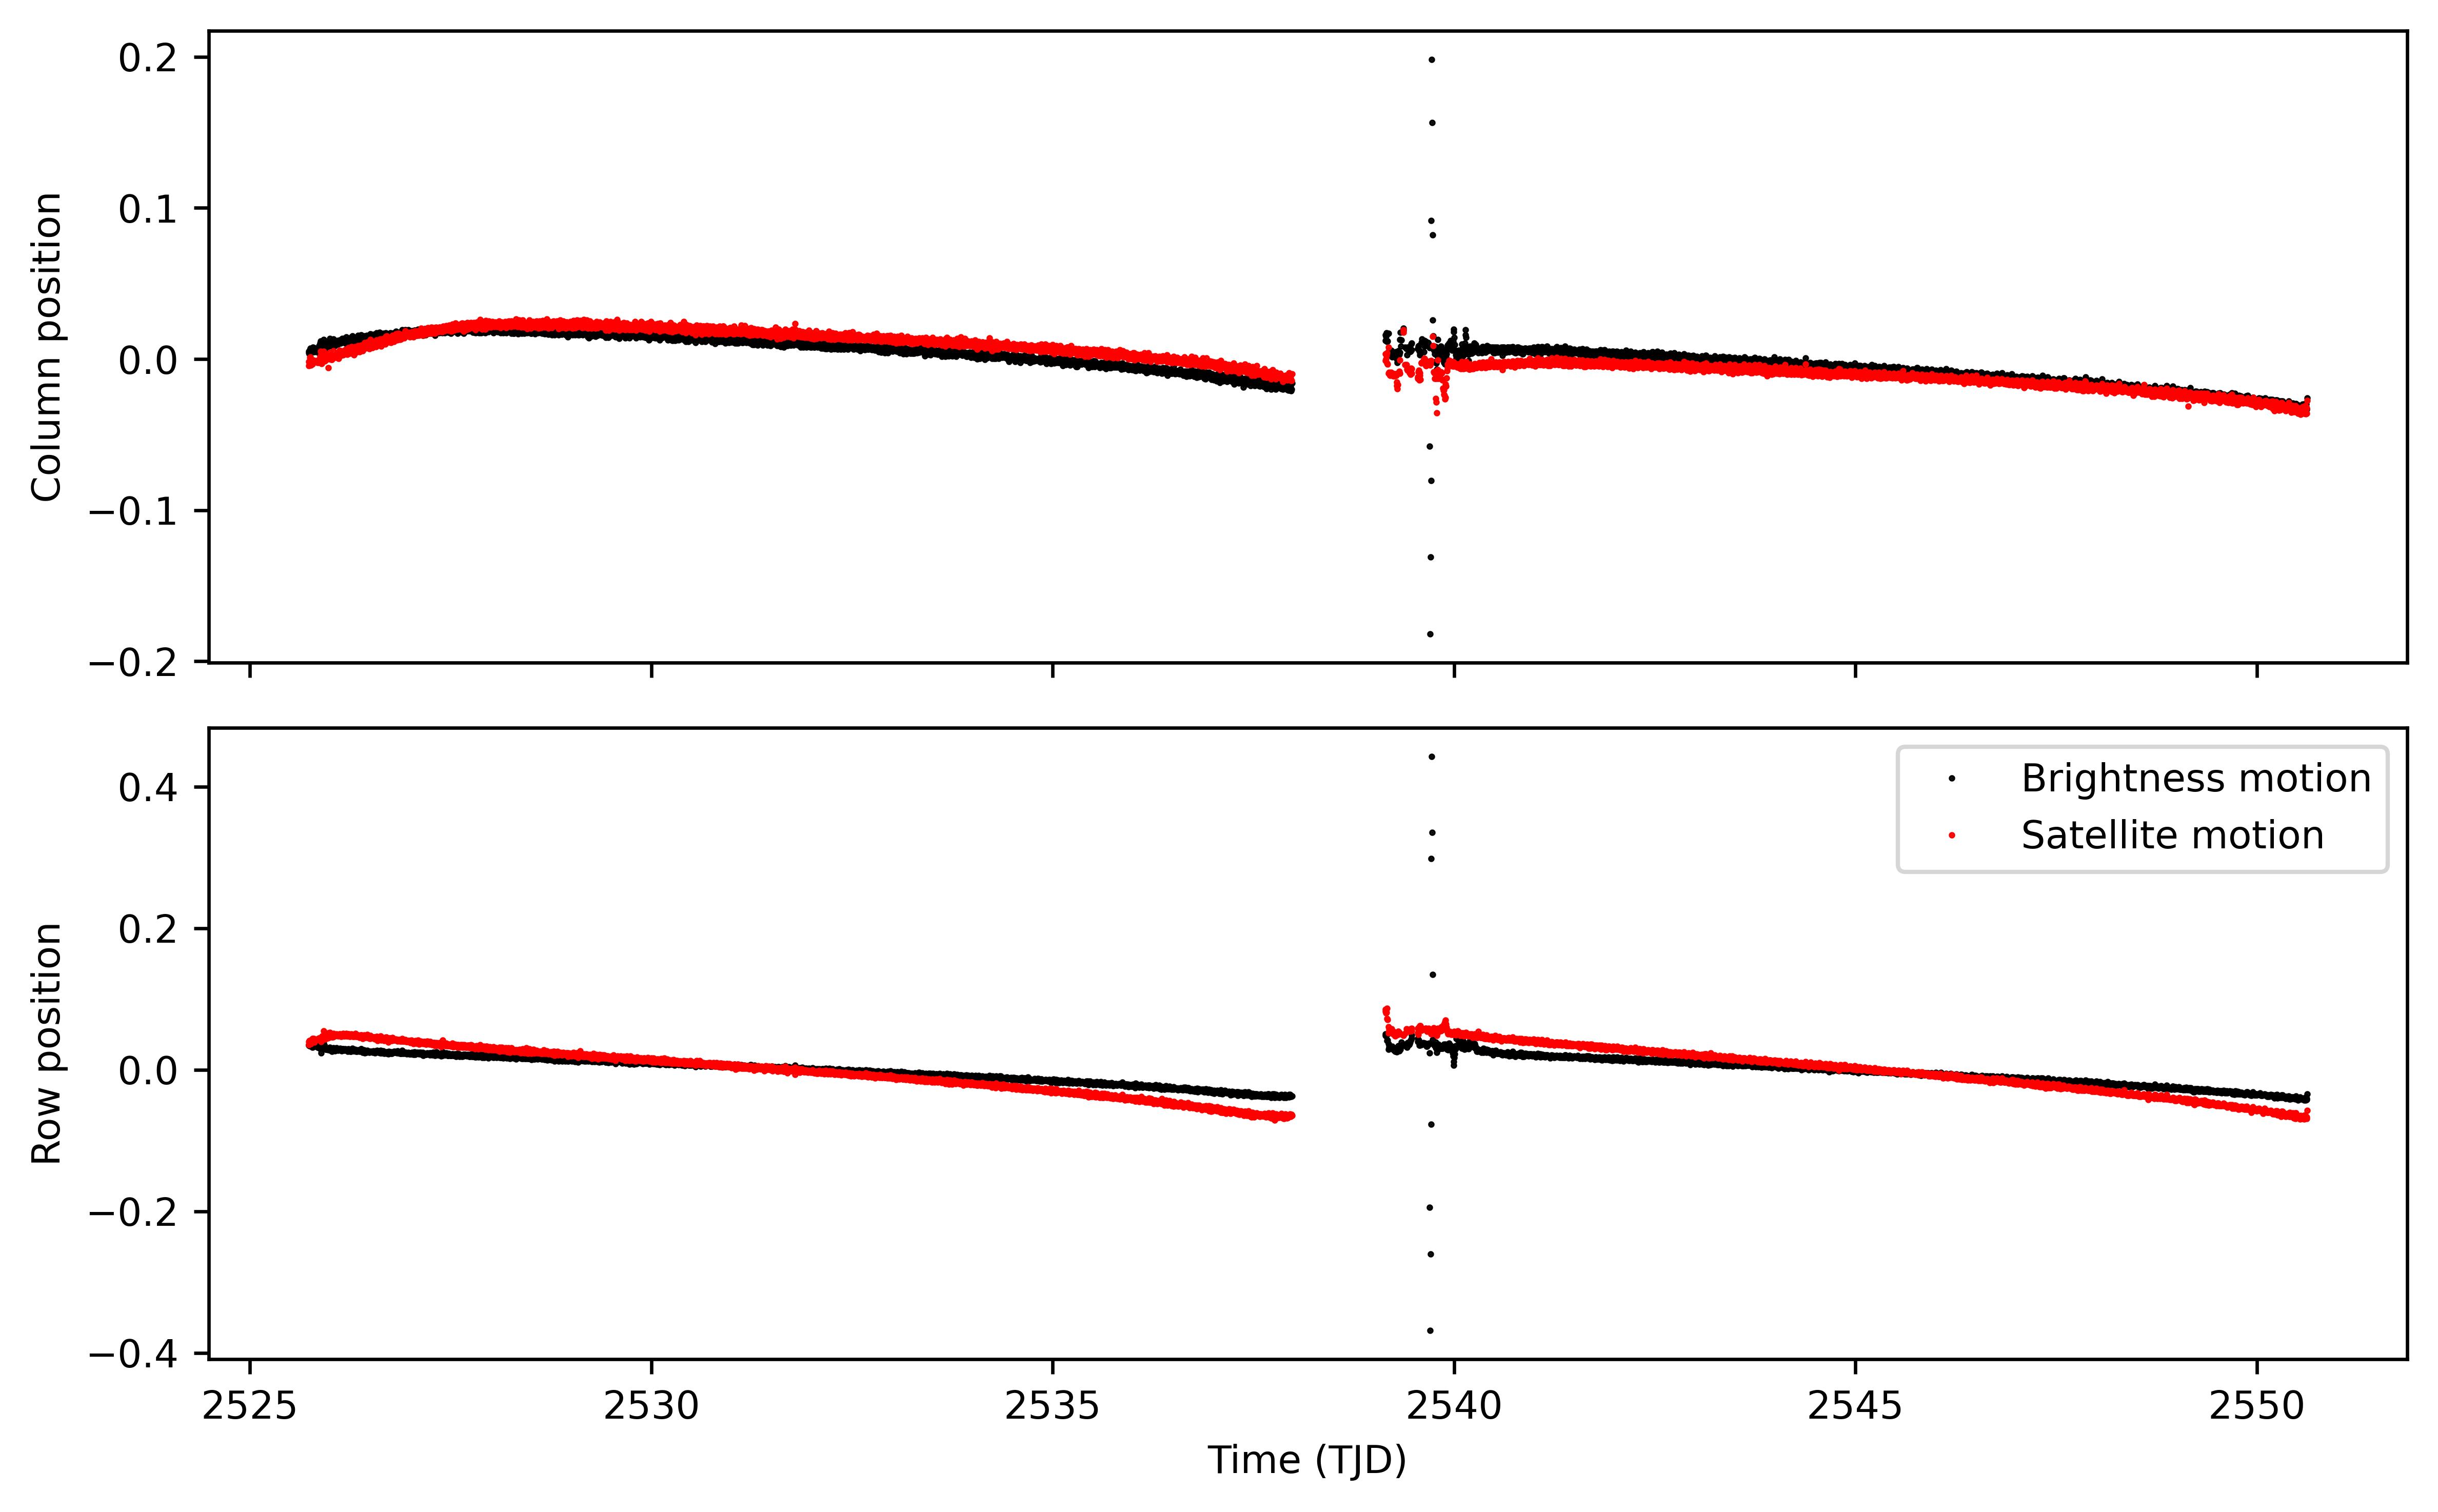 Column position
0.2
0.1
0.0
−0.1
−0.2
Row position
0.4
0.2
0.0
−0.2
−0.4
Brightness motion
Satellite motion
2525 2530 2535 2540 2545 2550
Time (TJD)